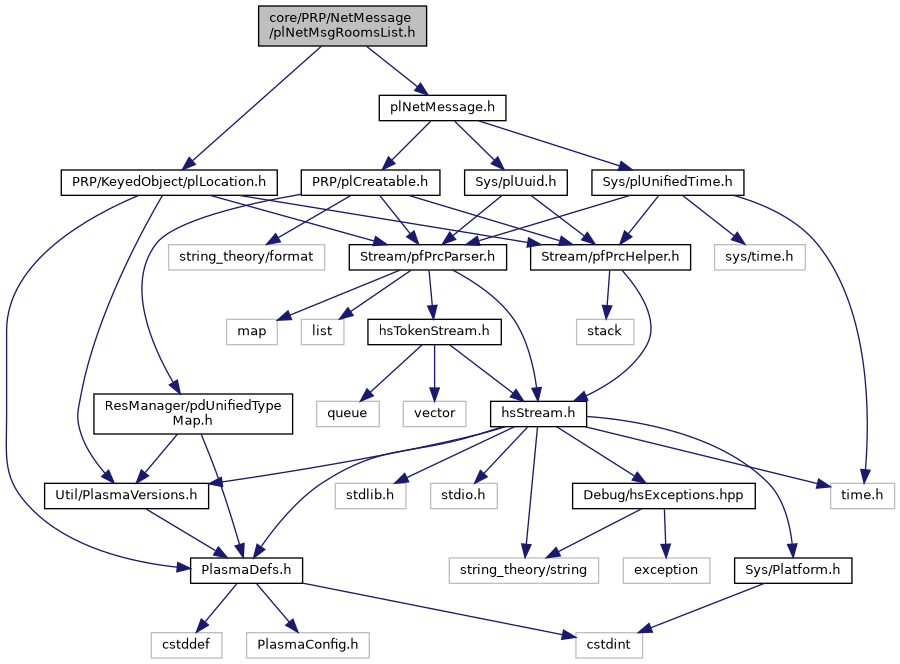 core/PRP/NetMessage
/plNetMsgRoomsList.h
plNetMessage.h
PRP/KeyedObject/plLocation.h
PRP/plCreatable.h
Sys/plUuid.h
Sys/plUnifiedTime.h
string_theory/format
Stream/pfPrcParser.h
Stream/pfPrcHelper.h
sys/time.h
map
list
hsTokenStream.h
stack
ResManager/pdUnifiedType
Map.h
queue
vector
hsStream.h
Util/PlasmaVersions.h
stdlib.h
stdio.h
Debug/hsExceptions.hpp
time.h
PlasmaDefs.h
string_theory/string
exception
Sys/Platform.h
cstddef
PlasmaConfig.h
cstdint